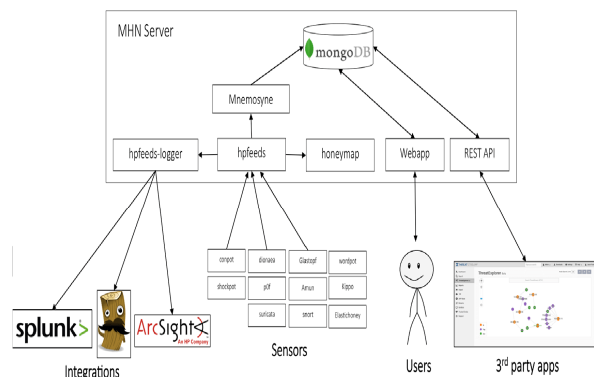 MHN Server
mongoDB
Mnemosyne
hpfeeds-logger
hpfeeds
honeymap
Webapp
REST API
conpot
dionaea
Glastopf
wordpot
shockpot
p0f
Amun
Kippo
suricata
snort
Elastichoney
splunk>
ArcSight
An HP Company
ThreatExplorer
Integrations
Sensors
Users
3rd party apps